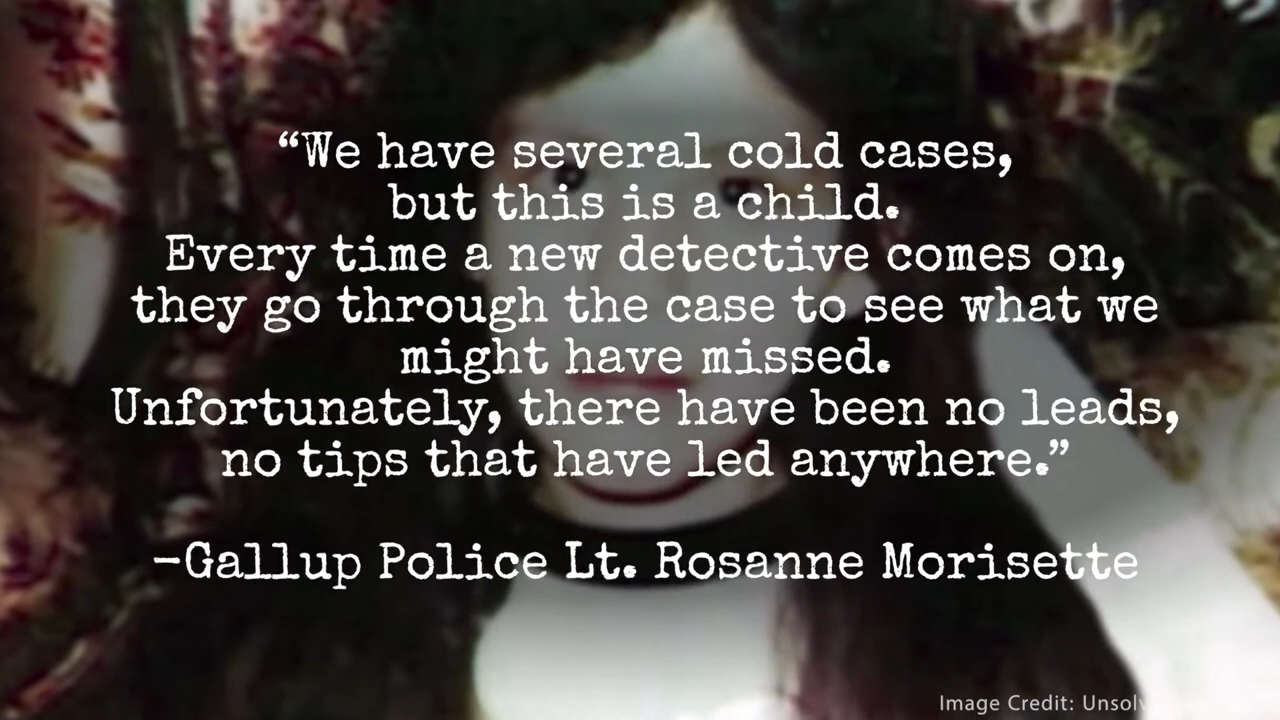 “We have several cold cases,
but this is a child.
Every time a new detective comes on,
they go through the case to see what we
might have missed.
Unfortunately, there have been no leads,
no tips that have led anywhere.”
-Gallup Police Lt. Rosanne Morisette
Image Credit: